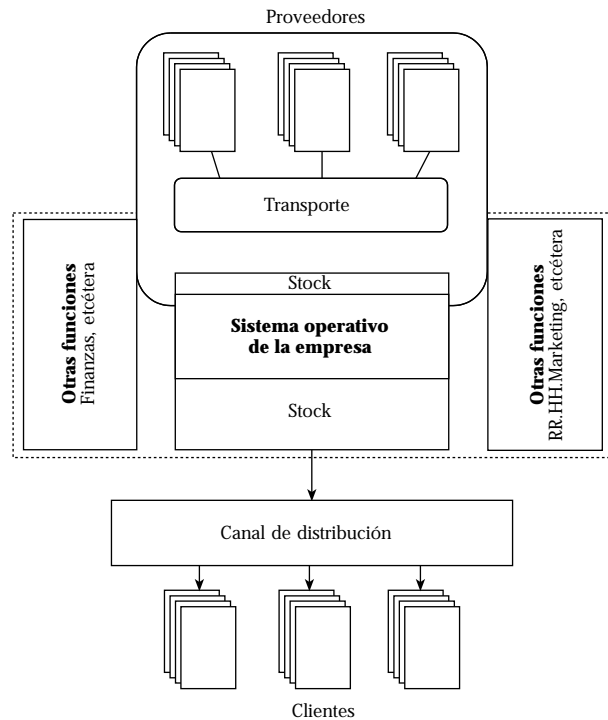 Proveedores
Transporte
Otras funciones
Finanzas, etcétera
Stock
Sistema operativo
de la empresa
Stock
Otras funciones
RR.HH.Marketing, etcétera
Canal de distribución
Clientes